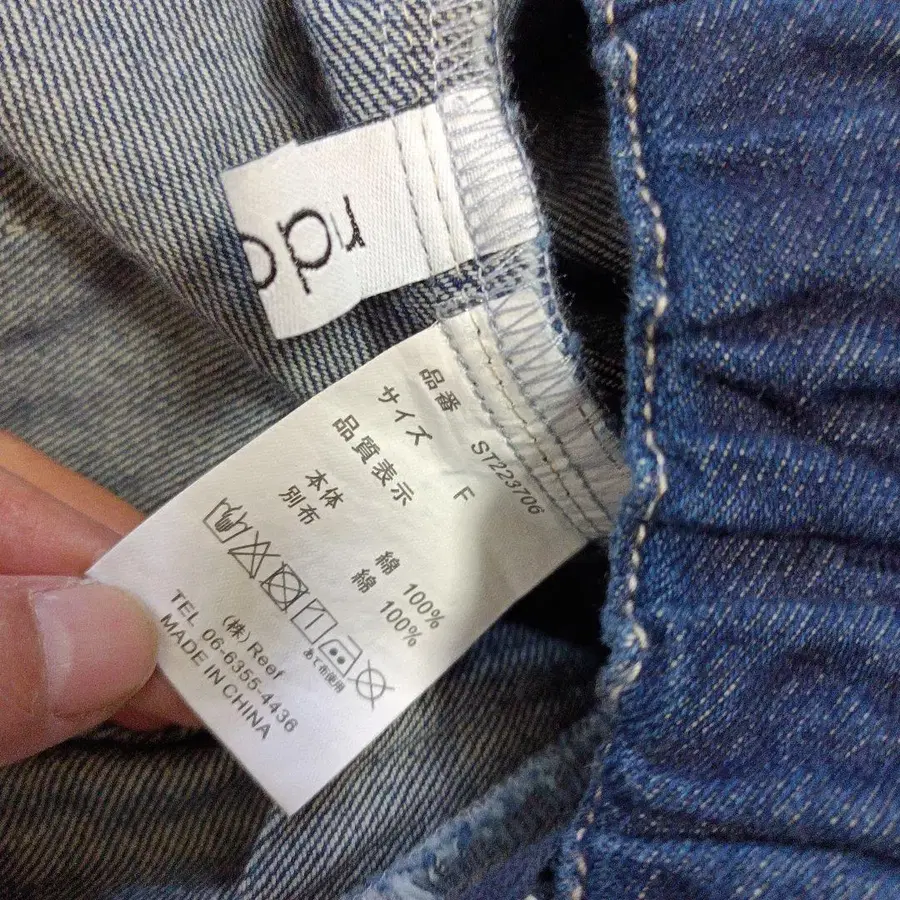 品番 ST223706
サイズ F
品質表示
本体 綿 100%
別布 綿 100%
あて布使用
(株) Reef
TEL 06-6355-4436
MADE IN CHINA